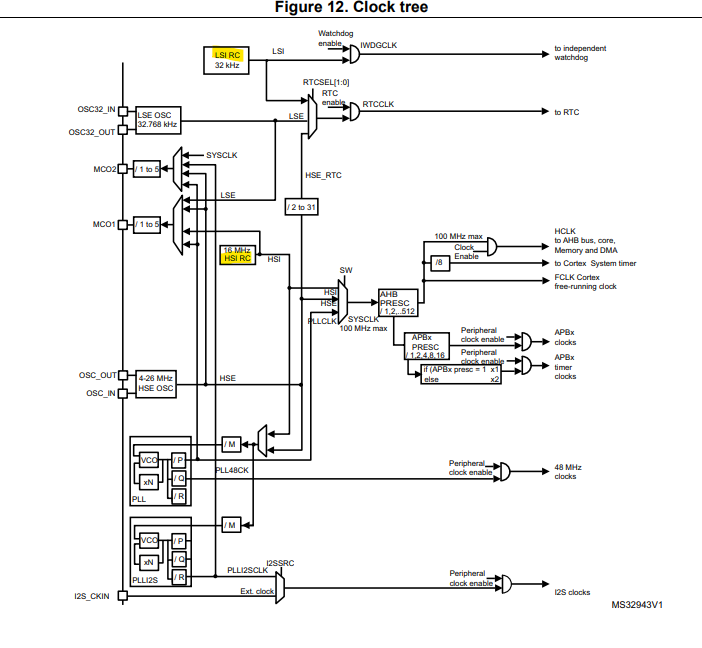 Figure 12. Clock tree
Watchdog
enable
IWDGCLK
LSI
to independent
watchdog
LSI RC
32 kHz
RTCSEL[1:0]
RTC
enable
RTCCLK
to RTC
OSC32_IN
OSC32_OUT
LSE OSC
32.768 kHz
LSE
SYSCLK
MCO2
/ 1 to 5
HSE_RTC
LSE
/ 2 to 31
MCO1
/ 1 to 5
16 MHz
HSI RC
HSI
100 MHz max
Clock
Enable
HCLK
to AHB bus, core,
Memory and DMA
/8
to Cortex System timer
FCLK Cortex
free-running clock
SW
HSI
HSE
PLLCLK
SYSCLK
100 MHz max
AHB
PRESC
/ 1,2,..512
APBx
PRESC
/ 1,2,4,8,16
Peripheral
clock enable
APBx
clocks
Peripheral
clock enable
if (APBx presc = 1 x1
else x2
APBx
timer
clocks
OSC_OUT
OSC_IN
4-26 MHz
HSE OSC
HSE
/ M
VCO
/ P
xN
/ Q
/ R
PLL
PLL48CK
Peripheral
clock enable
48 MHz
clocks
/ M
VCO
/ P
xN
/ Q
/ R
PLLI2S
PLLI2SCLK
I2SSRC
Ext. clock
I2S_CKIN
Peripheral
clock enable
I2S clocks
MS32943V1